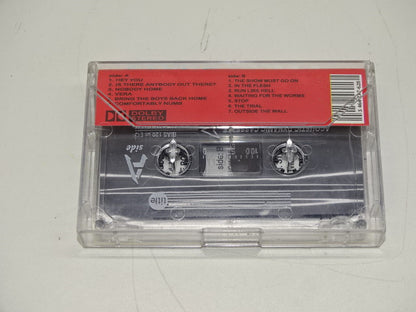 side: A
1. HEY YOU
2. IS THERE ANYBODY OUT THERE?
3. NOBODY HOME
4. VERA
5. BRING THE BOYS BACK HOME
6. COMFORTABLY NUMB
DOLBY
STEREO
side: B
1. THE SHOW MUST GO ON
2. IN THE FLESH
3. RUN LIKE HELL
4. WAITING FOR THE WORMS
5. STOP
6. THE TRIAL
7. OUTSIDE THE WALL
A
side
title